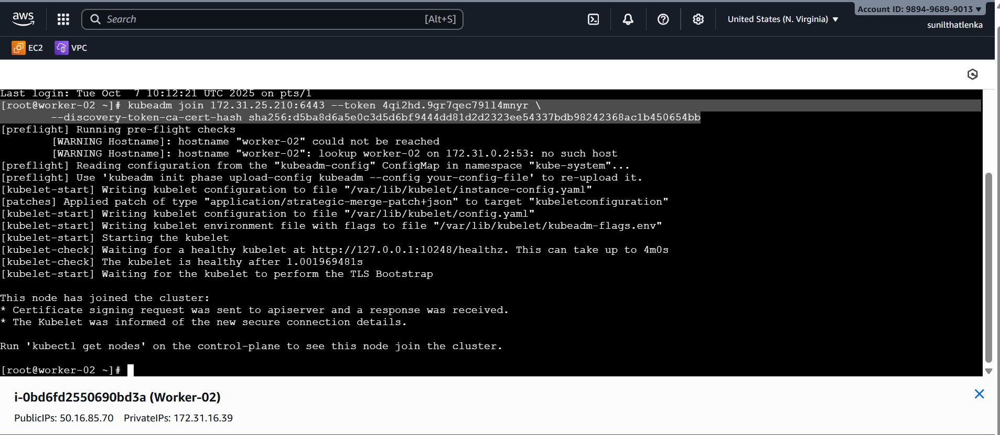 aws
Search [Alt+S]
United States (N. Virginia) ▼
Account ID: 9894-9689-9013 ▼
sunilthatlenka
EC2 VPC
Last login: Tue Oct  7 10:12:21 UTC 2025 on pts/1
[root@worker-02 ~]# kubeadm join 172.31.25.210:6443 --token 4qi2hd.9gr7qec791l4mnyr \
        --discovery-token-ca-cert-hash sha256:d5ba8d6a5e0c3d5d6bf9444dd81d2d2323ee54337bdb98242368ac1b450654bb
[preflight] Running pre-flight checks
        [WARNING Hostname]: hostname "worker-02" could not be reached
        [WARNING Hostname]: hostname "worker-02": lookup worker-02 on 172.31.0.2:53: no such host
[preflight] Reading configuration from the "kubeadm-config" ConfigMap in namespace "kube-system"...
[preflight] Use 'kubeadm init phase upload-config kubeadm --config your-config-file' to re-upload it.
[kubelet-start] Writing kubelet configuration to file "/var/lib/kubelet/instance-config.yaml"
[patches] Applied patch of type "application/strategic-merge-patch+json" to target "kubeletconfiguration"
[kubelet-start] Writing kubelet configuration to file "/var/lib/kubelet/config.yaml"
[kubelet-start] Writing kubelet environment file with flags to file "/var/lib/kubelet/kubeadm-flags.env"
[kubelet-start] Starting the kubelet
[kubelet-check] Waiting for a healthy kubelet at http://127.0.0.1:10248/healthz. This can take up to 4m0s
[kubelet-check] The kubelet is healthy after 1.001969481s
[kubelet-start] Waiting for the kubelet to perform the TLS Bootstrap
This node has joined the cluster:
* Certificate signing request was sent to apiserver and a response was received.
* The Kubelet was informed of the new secure connection details.
Run 'kubectl get nodes' on the control-plane to see this node join the cluster.
[root@worker-02 ~]#
i-0bd6fd2550690bd3a (Worker-02)
PublicIPs: 50.16.85.70 PrivateIPs: 172.31.16.39